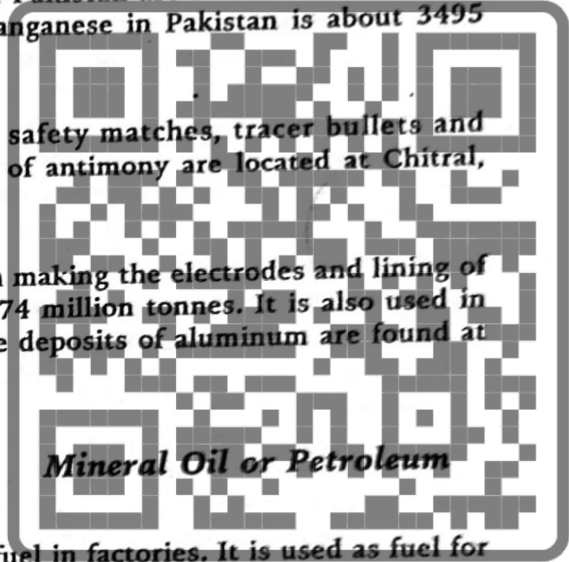 anganese in Pakistan is about 3495
safety matches, tracer bullets and
of antimony are located at Chitral,
making the electrodes and lining of
74 million tonnes. It is also used in
e deposits of aluminum are found at
Mineral Oil or Petroleum
fuel in factories. It is used as fuel for